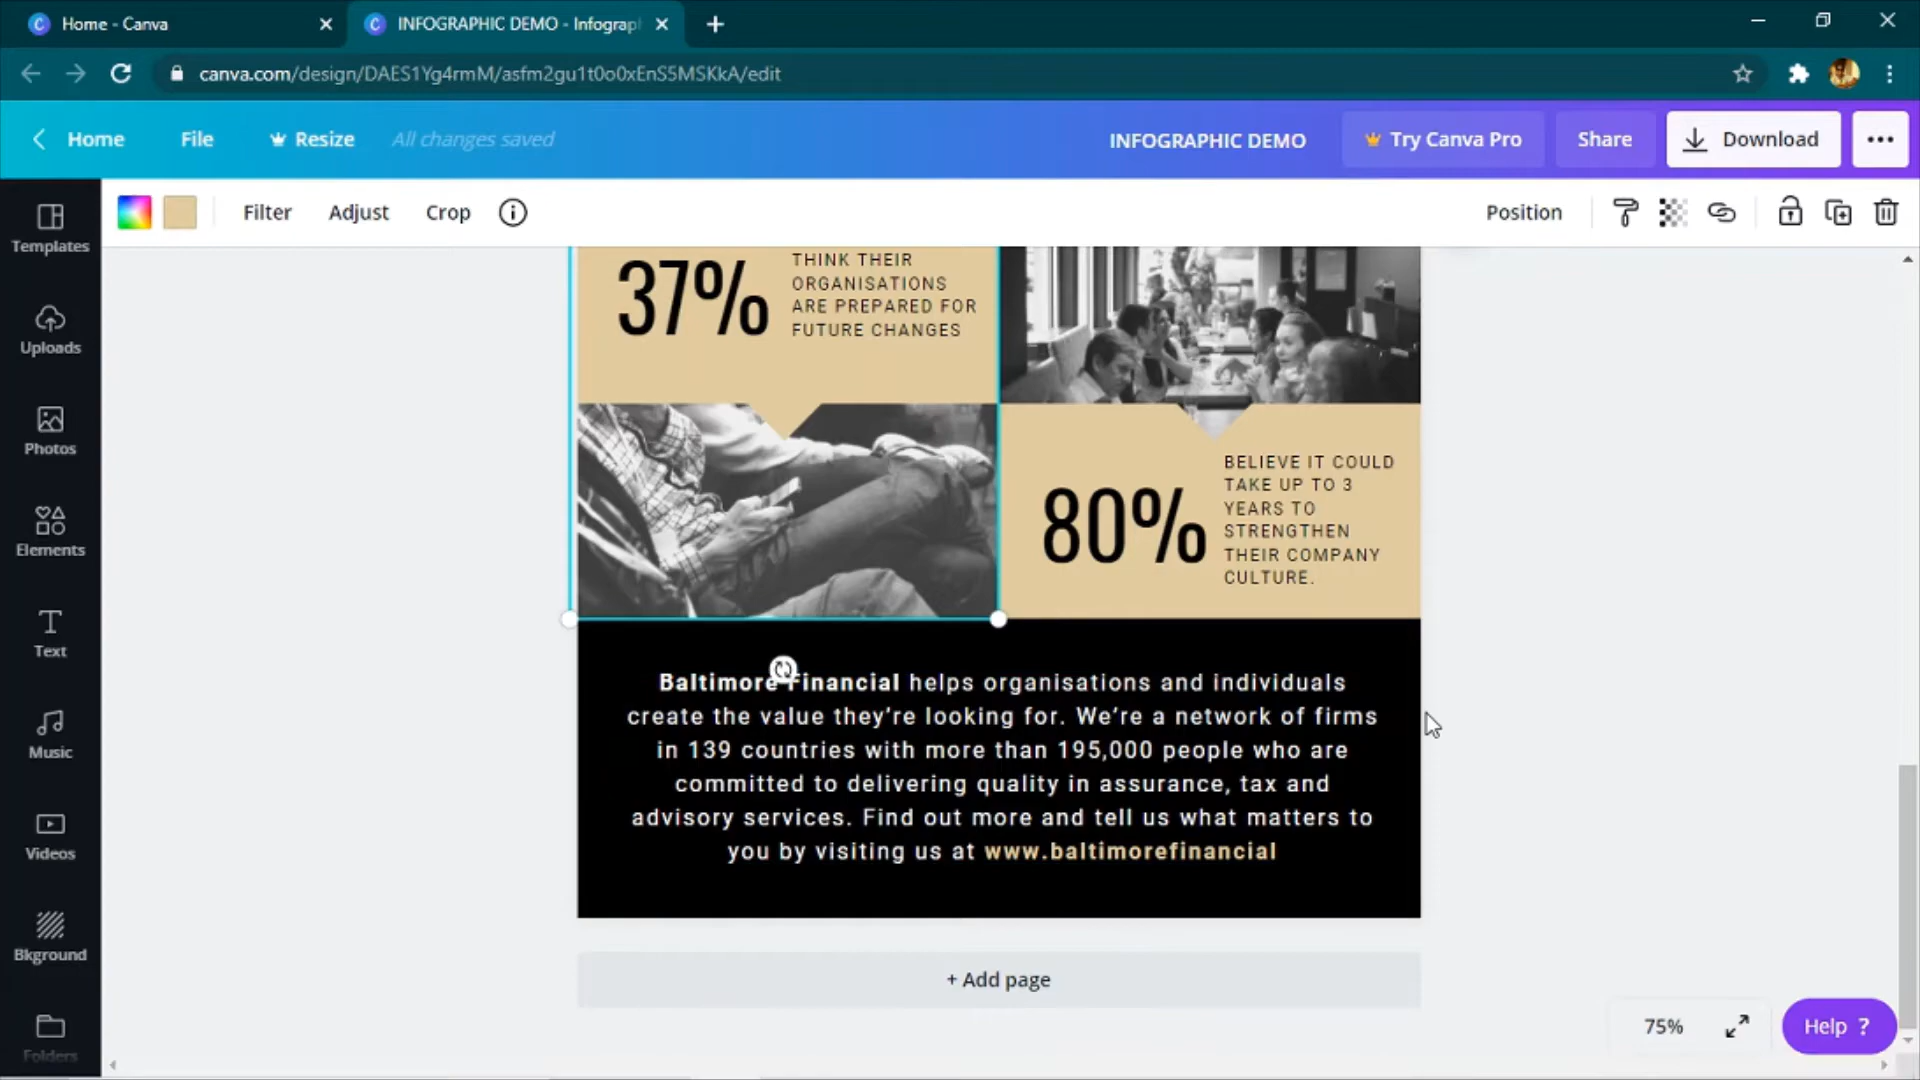 Home - Canva
INFOGRAPHIC DEMO - Infograp
canva.com/design/DAES1Yg4rmM/asfm2gu1t0o0xEnS5MSKkA/edit
Home
File
Resize
All changes saved
INFOGRAPHIC DEMO
Try Canva Pro
Share
Download
Filter
Adjust
Crop
Position
Templates
Uploads
Photos
Elements
Text
Music
Videos
Bkground
Folders
37%
THINK THEIR
ORGANISATIONS
ARE PREPARED FOR
FUTURE CHANGES
80%
BELIEVE IT COULD
TAKE UP TO 3
YEARS TO
STRENGTHEN
THEIR COMPANY
CULTURE.
Baltimore Financial helps organisations and individuals
create the value they're looking for. We're a network of firms
in 139 countries with more than 195,000 people who are
committed to delivering quality in assurance, tax and
advisory services. Find out more and tell us what matters to
you by visiting us at www.baltimorefinancial
+ Add page
75%
Help ?